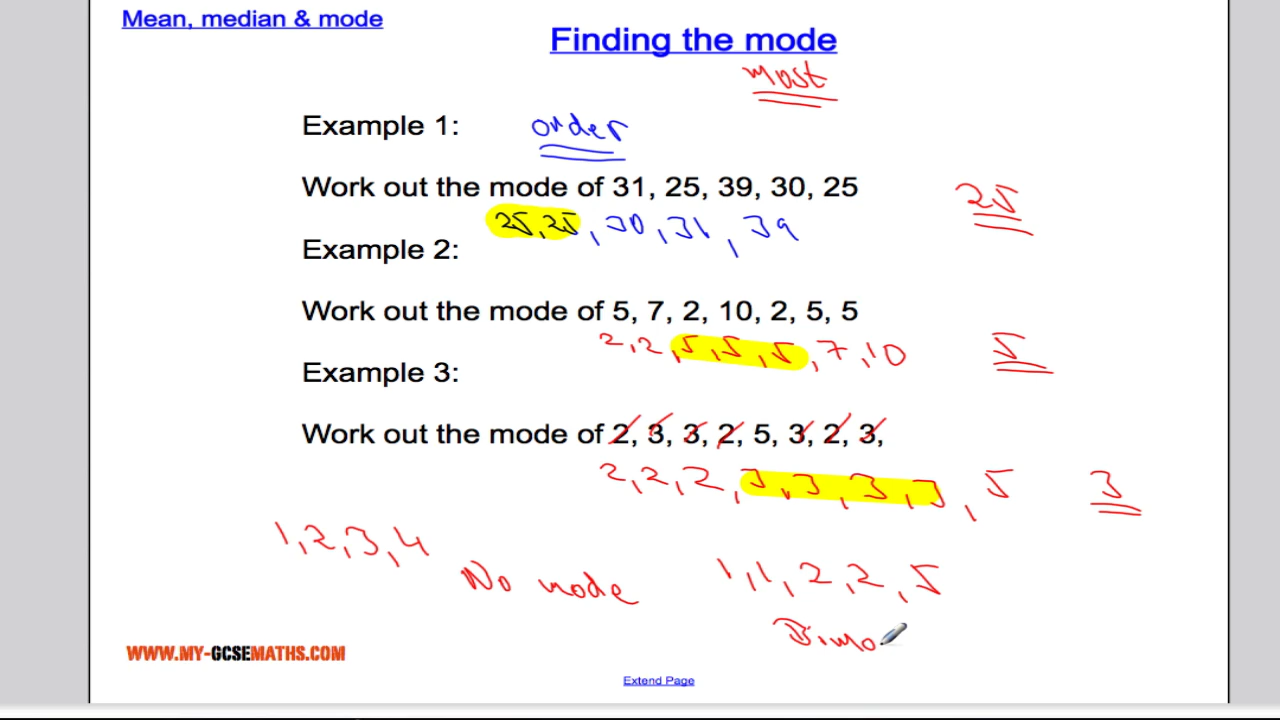 Mean, median & mode
Finding the mode
most
Example 1:
order
Work out the mode of 31, 25, 39, 30, 25
25
25, 25, 30, 31, 39
Example 2:
Work out the mode of 5, 7, 2, 10, 2, 5, 5
2, 2, 5, 5, 5, 7, 10
5
Example 3:
Work out the mode of 2, 3, 3, 2, 5, 3, 2, 3,
2, 2, 2, 3, 3, 3, 3, 5
3
1, 2, 3, 4
No mode
1, 1, 2, 2, 5
Bimo
WWW.MY-GCSEMATHS.COM
Extend Page